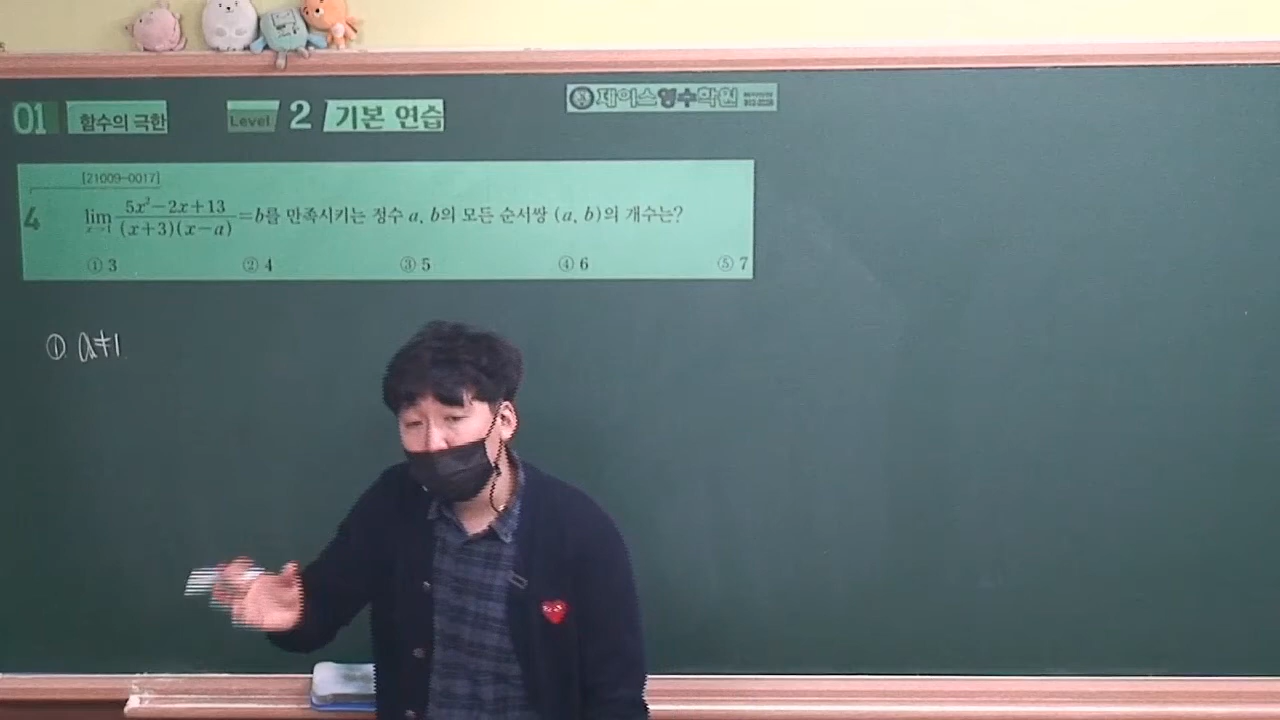 01 함수의 극한 Level 2 기본 연습
제이스영수학원
[21009-0017]
4 lim x→1 5x²-2x+13 / (x+3)(x-a) =b를 만족시키는 정수 a, b의 모든 순서쌍 (a, b)의 개수는?
① 3 ② 4 ③ 5 ④ 6 ⑤ 7
① a≠1